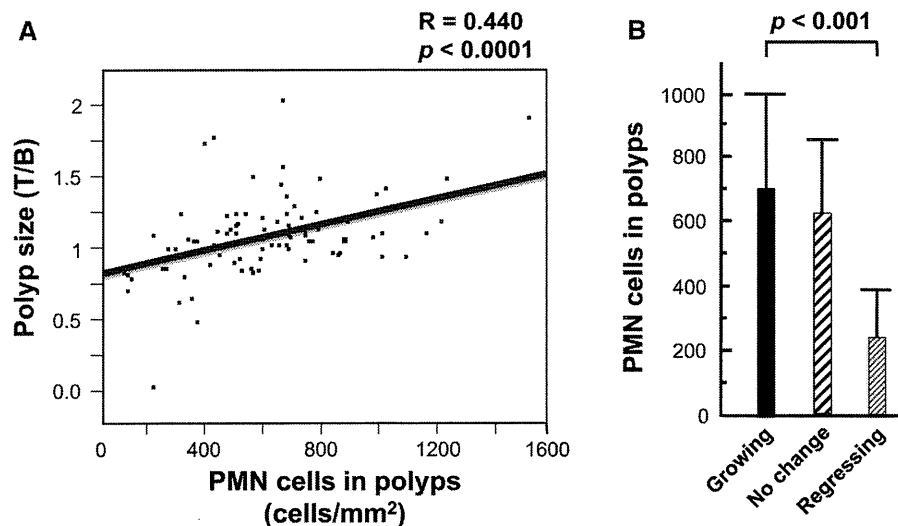 A
R = 0.440
p < 0.0001
Polyp size (T/B)
2
1.5
1
0.5
0.0
0
400
800
1200
1600
PMN cells in polyps
(cells/mm²)
B
p < 0.001
PMN cells in polyps
1000
800
600
400
200
0
Growing
No change
Regressing